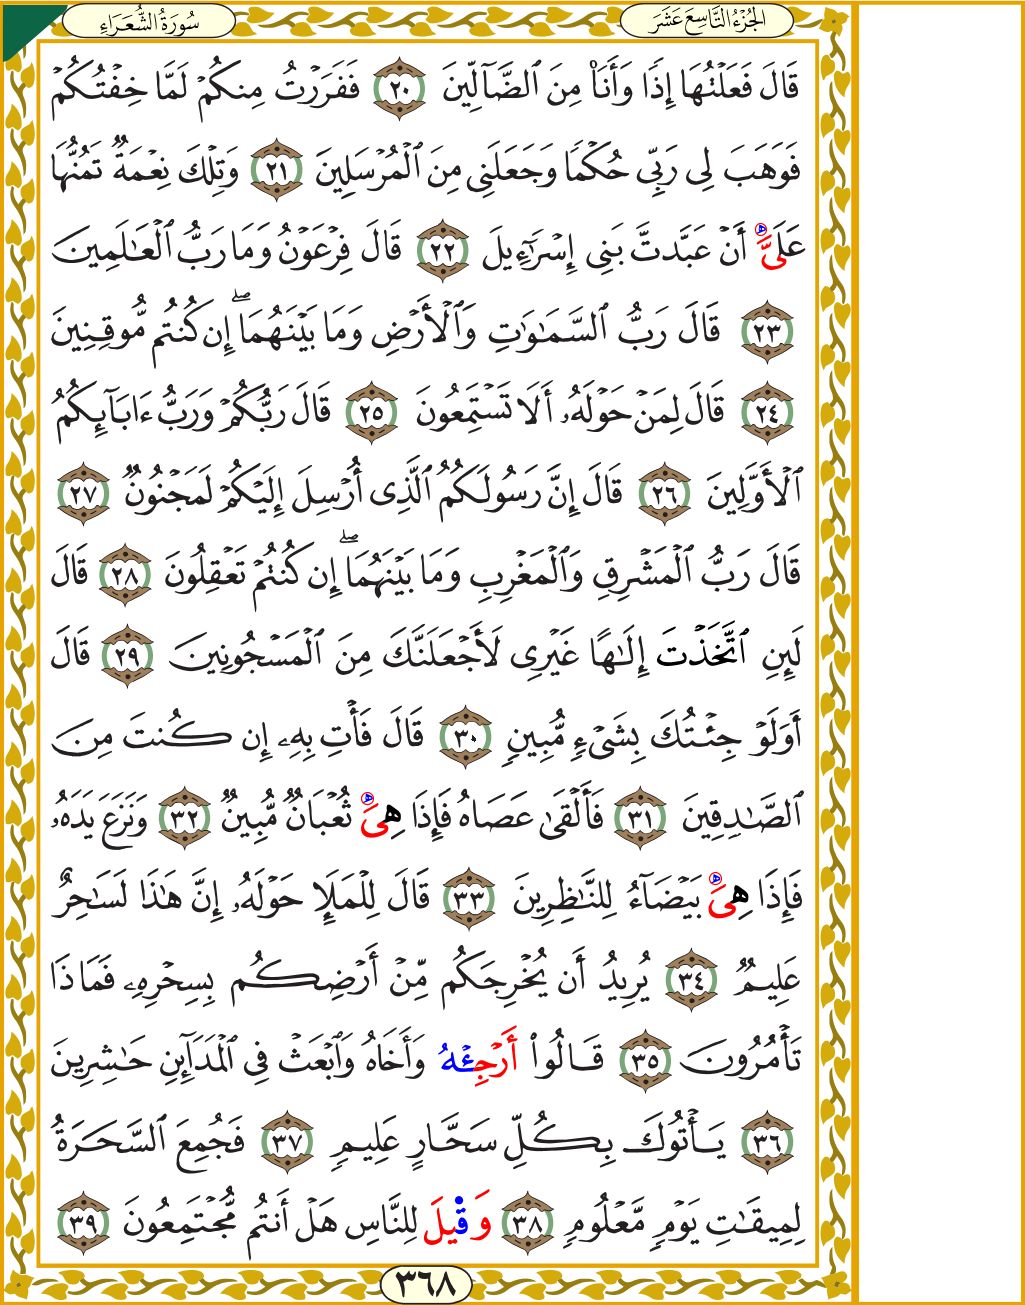 سُورَةُ الشُّعَرَاءِ
الجُزْءُ التَّاسِعَ عَشَرَ
قَالَ فَعَلْتُهَا إِذًا وَأَنَا۠ مِنَ ٱلضَّآلِّينَ ٢٠ فَفَرَرْتُ مِنكُمْ لَمَّا خِفْتُكُمْ
فَوَهَبَ لِي رَبِّي حُكْمًا وَجَعَلَنِي مِنَ ٱلْمُرْسَلِينَ ٢١ وَتِلْكَ نِعْمَةٌ تَمُنُّهَا
عَلَيَّ أَنْ عَبَّدتَّ بَنِي إِسْرَٰٓءِيلَ ٢٢ قَالَ فِرْعَوْنُ وَمَا رَبُّ ٱلْعَٰلَمِينَ
٢٣ قَالَ رَبُّ ٱلسَّمَٰوَٰتِ وَٱلْأَرْضِ وَمَا بَيْنَهُمَاۖ إِن كُنتُم مُّوقِنِينَ
٢٤ قَالَ لِمَنْ حَوْلَهُۥ أَلَا تَسْتَمِعُونَ ٢٥ قَالَ رَبُّكُمْ وَرَبُّ ءَابَآئِكُمُ
ٱلْأَوَّلِينَ ٢٦ قَالَ إِنَّ رَسُولَكُمُ ٱلَّذِي أُرْسِلَ إِلَيْكُمْ لَمَجْنُونٌ ٢٧
قَالَ رَبُّ ٱلْمَشْرِقِ وَٱلْمَغْرِبِ وَمَا بَيْنَهُمَاۖ إِن كُنتُمْ تَعْقِلُونَ ٢٨ قَالَ
لَئِنِ ٱتَّخَذْتَ إِلَٰهًا غَيْرِي لَأَجْعَلَنَّكَ مِنَ ٱلْمَسْجُونِينَ ٢٩ قَالَ
أَوَلَوْ جِئْتُكَ بِشَيْءٍ مُّبِينٍ ٣٠ قَالَ فَأْتِ بِهِۦ إِن كُنتَ مِنَ
ٱلصَّٰدِقِينَ ٣١ فَأَلْقَىٰ عَصَاهُ فَإِذَا هِيَ ثُعْبَانٌ مُّبِينٌ ٣٢ وَنَزَعَ يَدَهُۥ
فَإِذَا هِيَ بَيْضَآءُ لِلنَّٰظِرِينَ ٣٣ قَالَ لِلْمَلَإِ حَوْلَهُۥ إِنَّ هَٰذَا لَسَٰحِرٌ
عَلِيمٌ ٣٤ يُرِيدُ أَن يُخْرِجَكُم مِّنْ أَرْضِكُم بِسِحْرِهِۦ فَمَاذَا
تَأْمُرُونَ ٣٥ قَالُوٓا۟ أَرْجِئْهُ وَأَخَاهُ وَٱبْعَثْ فِي ٱلْمَدَآئِنِ حَٰشِرِينَ
٣٦ يَأْتُوكَ بِكُلِّ سَحَّارٍ عَلِيمٍ ٣٧ فَجُمِعَ ٱلسَّحَرَةُ
لِمِيقَٰتِ يَوْمٍ مَّعْلُومٍ ٣٨ وَقِيلَ لِلنَّاسِ هَلْ أَنتُم مُّجْتَمِعُونَ ٣٩
٣٦٨